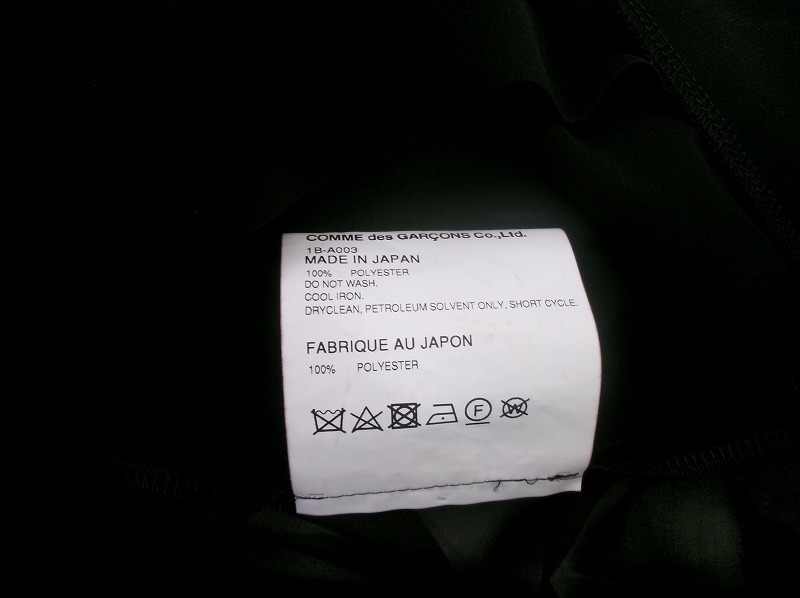 COMME des GARÇONS Co.,Ltd.
1B-A003
MADE IN JAPAN
100% POLYESTER
DO NOT WASH.
COOL IRON.
DRYCLEAN, PETROLEUM SOLVENT ONLY, SHORT CYCLE.
FABRIQUE AU JAPON
100% POLYESTER
F W